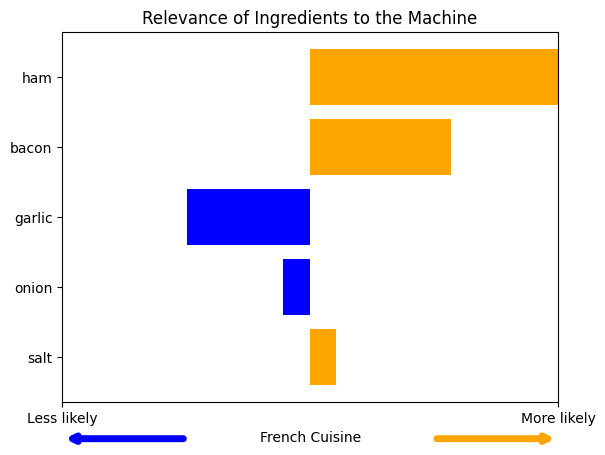 Relevance of Ingredients to the Machine
ham
bacon
garlic
onion
salt
Less likely
More likely
French Cuisine